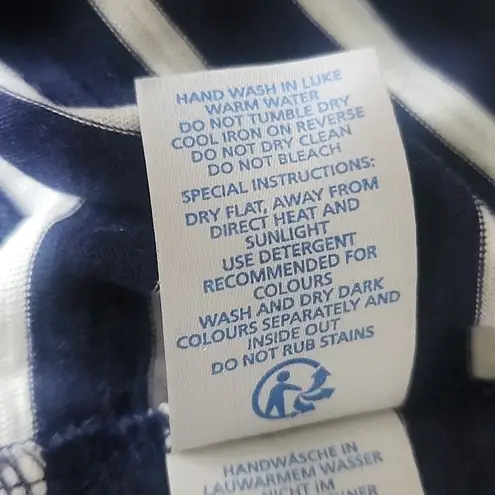 HAND WASH IN LUKE
WARM WATER
DO NOT TUMBLE DRY
COOL IRON ON REVERSE
DO NOT DRY CLEAN
DO NOT BLEACH
SPECIAL INSTRUCTIONS:
DRY FLAT, AWAY FROM
DIRECT HEAT AND
SUNLIGHT
USE DETERGENT
RECOMMENDED FOR
COLOURS
WASH AND DRY DARK
COLOURS SEPARATELY AND
INSIDE OUT
DO NOT RUB STAINS
HANDWÄSCHE IN
LAUWARMEM WASSER
NICHT IM